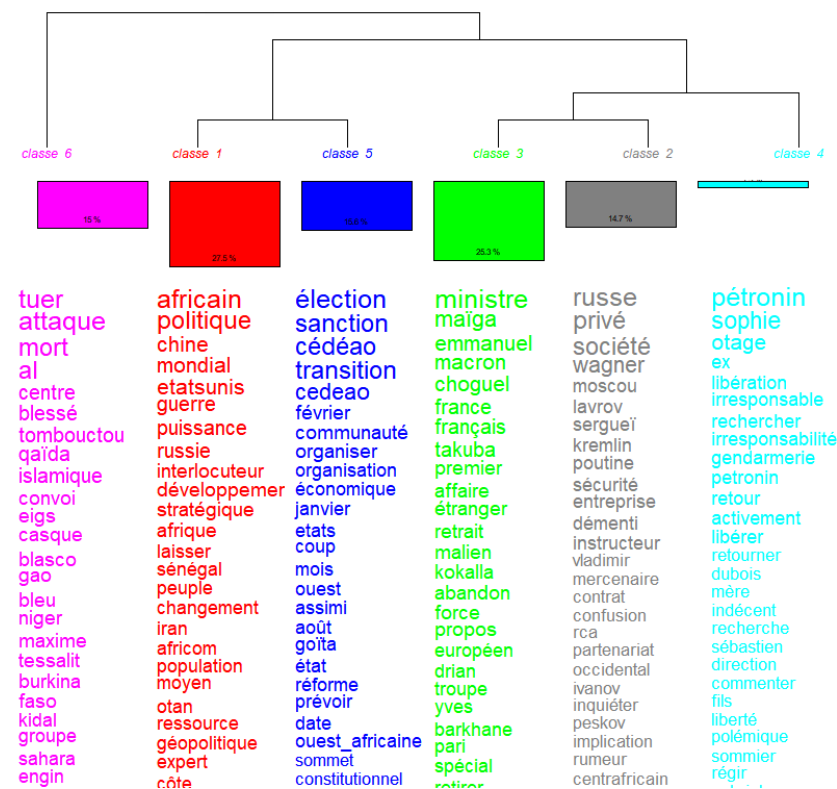 classe 6
classe 1
classe 5
classe 3
classe 2
classe 4
15 %
27.5 %
25.3 %
14.7 %
tuer
attaque
mort
al
centre
blessé
tombouctou
qaïda
islamique
convoi
eigs
casque
blasco
gao
bleu
niger
maxime
tessalit
burkina
faso
kidal
groupe
sahara
engin
africain
politique
chine
mondial
etatsunis
guerre
puissance
russie
interlocuteur
développemer
stratégique
afrique
laisser
sénégal
peuple
changement
iran
africom
population
moyen
otan
ressource
géopolitique
expert
côte
élection
sanction
cédéao
transition
cedeao
février
communauté
organiser
organisation
économique
janvier
etats
coup
mois
ouest
assimi
août
goïta
état
réforme
prévoir
date
ouest_africaine
sommet
constitutionnel
ministre
maïga
emmanuel
macron
choguel
france
français
takuba
premier
affaire
étranger
retrait
malien
kokalla
abandon
force
propos
européen
drian
troupe
yves
barkhane
pari
spécial
retirer
russe
privé
société
wagner
moscou
lavrov
sergueï
kremlin
poutine
sécurité
entreprise
démenti
instructeur
vladimir
mercenaire
contrat
confusion
rca
partenariat
occidental
ivanov
inquiéter
peskov
implication
rumeur
centrafricain
pétronin
sophie
otage
ex
libération
irresponsable
rechercher
irresponsabilité
gendarmerie
petronin
retour
activement
libérer
retourner
dubois
mère
indécent
recherche
sébastien
direction
commenter
fils
liberté
polémique
sommier
régir